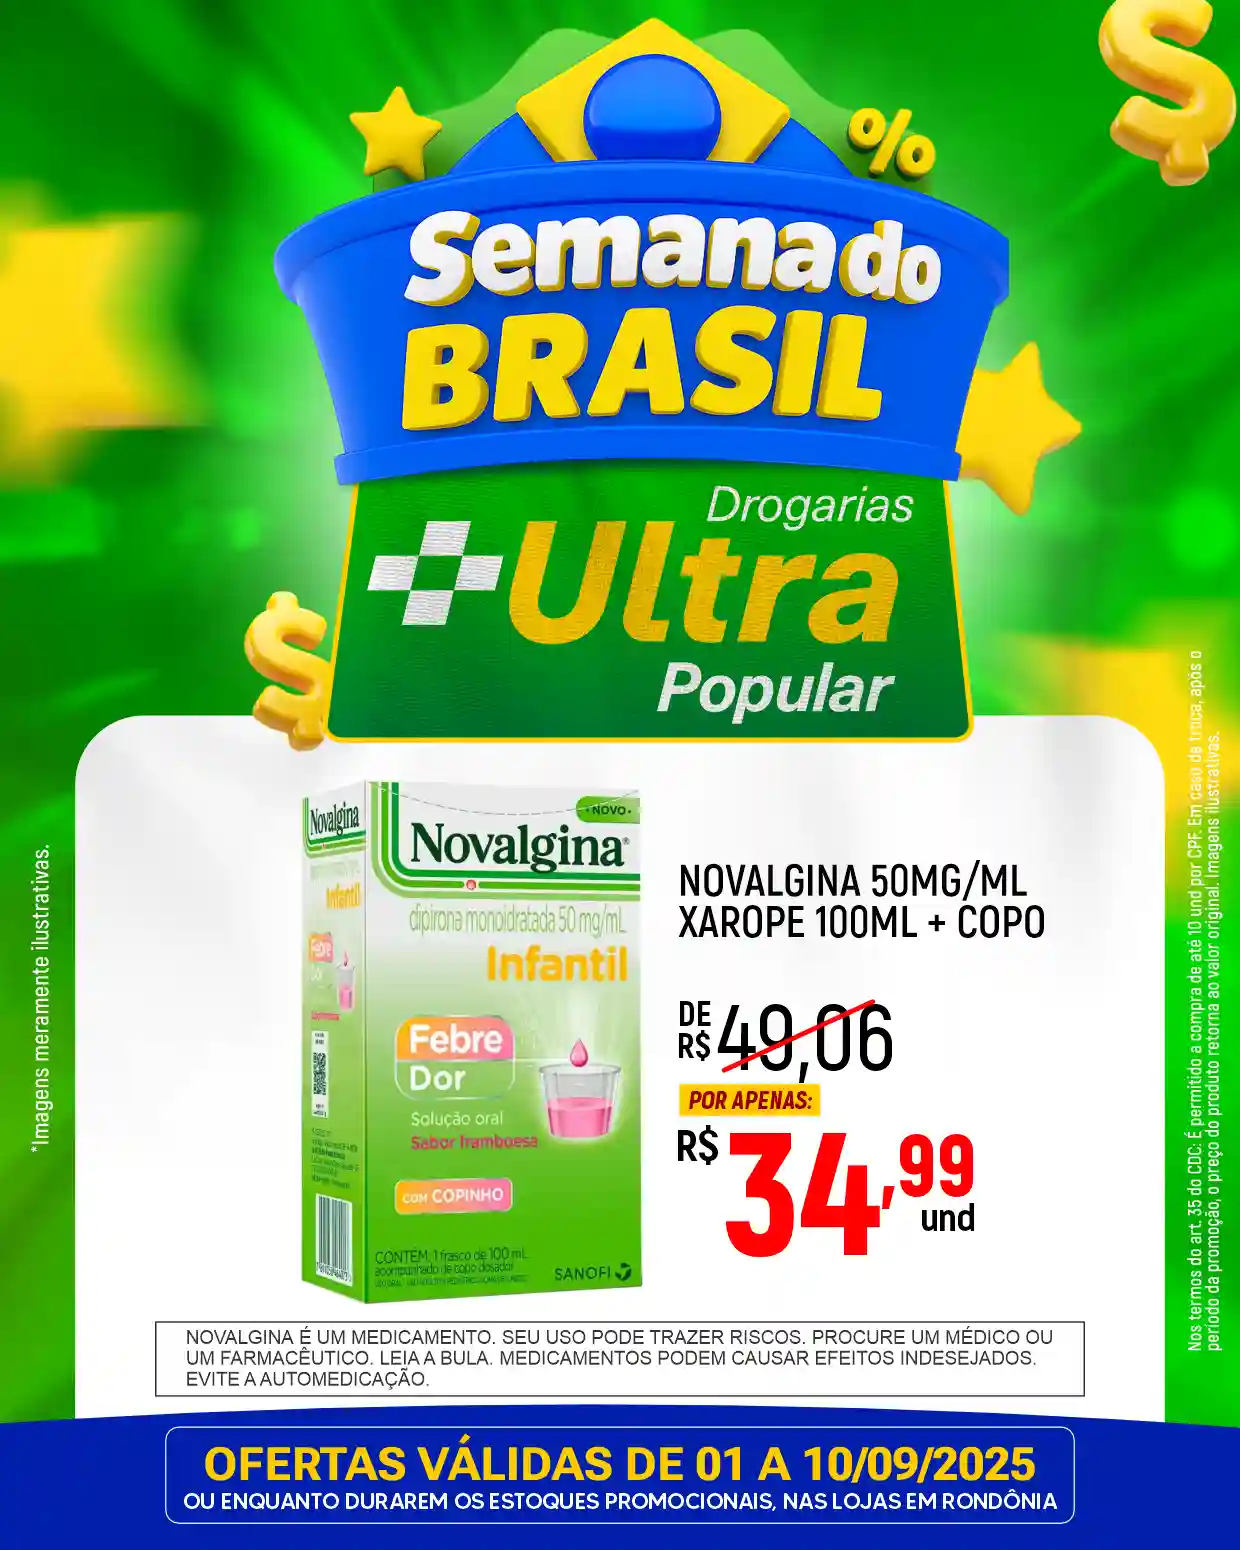 %
Semana do
BRASIL
Drogarias
Ultra
Popular
Novalgina
Infantil
Febre
Dor
• NOVO •
Novalgina®
dipirona monoidratada 50 mg/mL
Infantil
Febre
Dor
Solução oral
Sabor framboesa
COM COPINHO
CONTÉM: 1 frasco de 100 mL
acompanhado de copo dosador
SANOFI
NOVALGINA 50MG/ML
XAROPE 100ML + COPO
DE
R$ 49,06
POR APENAS:
R$ 34,99
und
NOVALGINA É UM MEDICAMENTO. SEU USO PODE TRAZER RISCOS. PROCURE UM MÉDICO OU
UM FARMACÊUTICO. LEIA A BULA. MEDICAMENTOS PODEM CAUSAR EFEITOS INDESEJADOS.
EVITE A AUTOMEDICAÇÃO.
OFERTAS VÁLIDAS DE 01 A 10/09/2025
OU ENQUANTO DURAREM OS ESTOQUES PROMOCIONAIS, NAS LOJAS EM RONDÔNIA
*Imagens meramente ilustrativas.
Nos termos do art. 35 do CDC: É permitido a compra de até 10 und por CPF. Em caso da troca, após o
período da promoção, o preço do produto retorna ao valor original. Imagens ilustrativas.